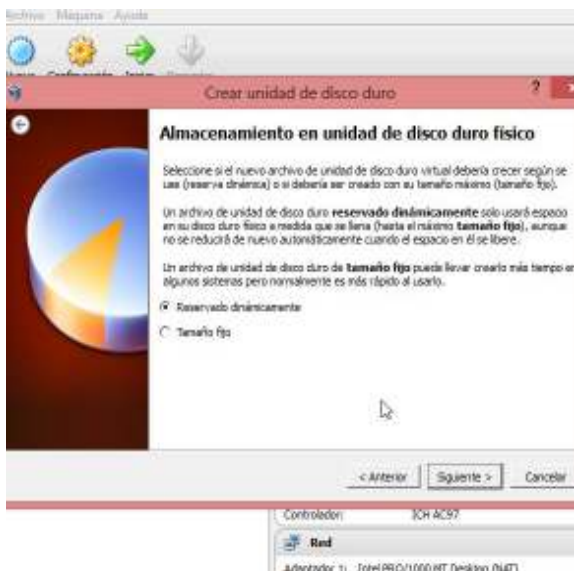 Archivo Máquina Ayuda
Nueva Configuración Iniciar
Crear unidad de disco duro
?
Almacenamiento en unidad de disco duro físico
Seleccione si el nuevo archivo de unidad de disco duro virtual debería crecer según se
use (reserva dinámica) o si debería ser creado con su tamaño máximo (tamaño fijo).
Un archivo de unidad de disco duro reservado dinámicamente solo usará espacio
en su disco duro físico a medida que se llena (hasta el máximo tamaño fijo), aunque
no se reducirá de nuevo automáticamente cuando el espacio en él se libere.
Un archivo de unidad de disco duro de tamaño fijo puede llevar crearlo más tiempo en
algunos sistemas pero normalmente es más rápido al usarlo.
Reservado dinámicamente
Tamaño fijo
< Anterior Siguiente > Cancelar
Controlador: ICH AC97
Red
Adaptador 1: Intel PRO/1000 MT Desktop (NAT)